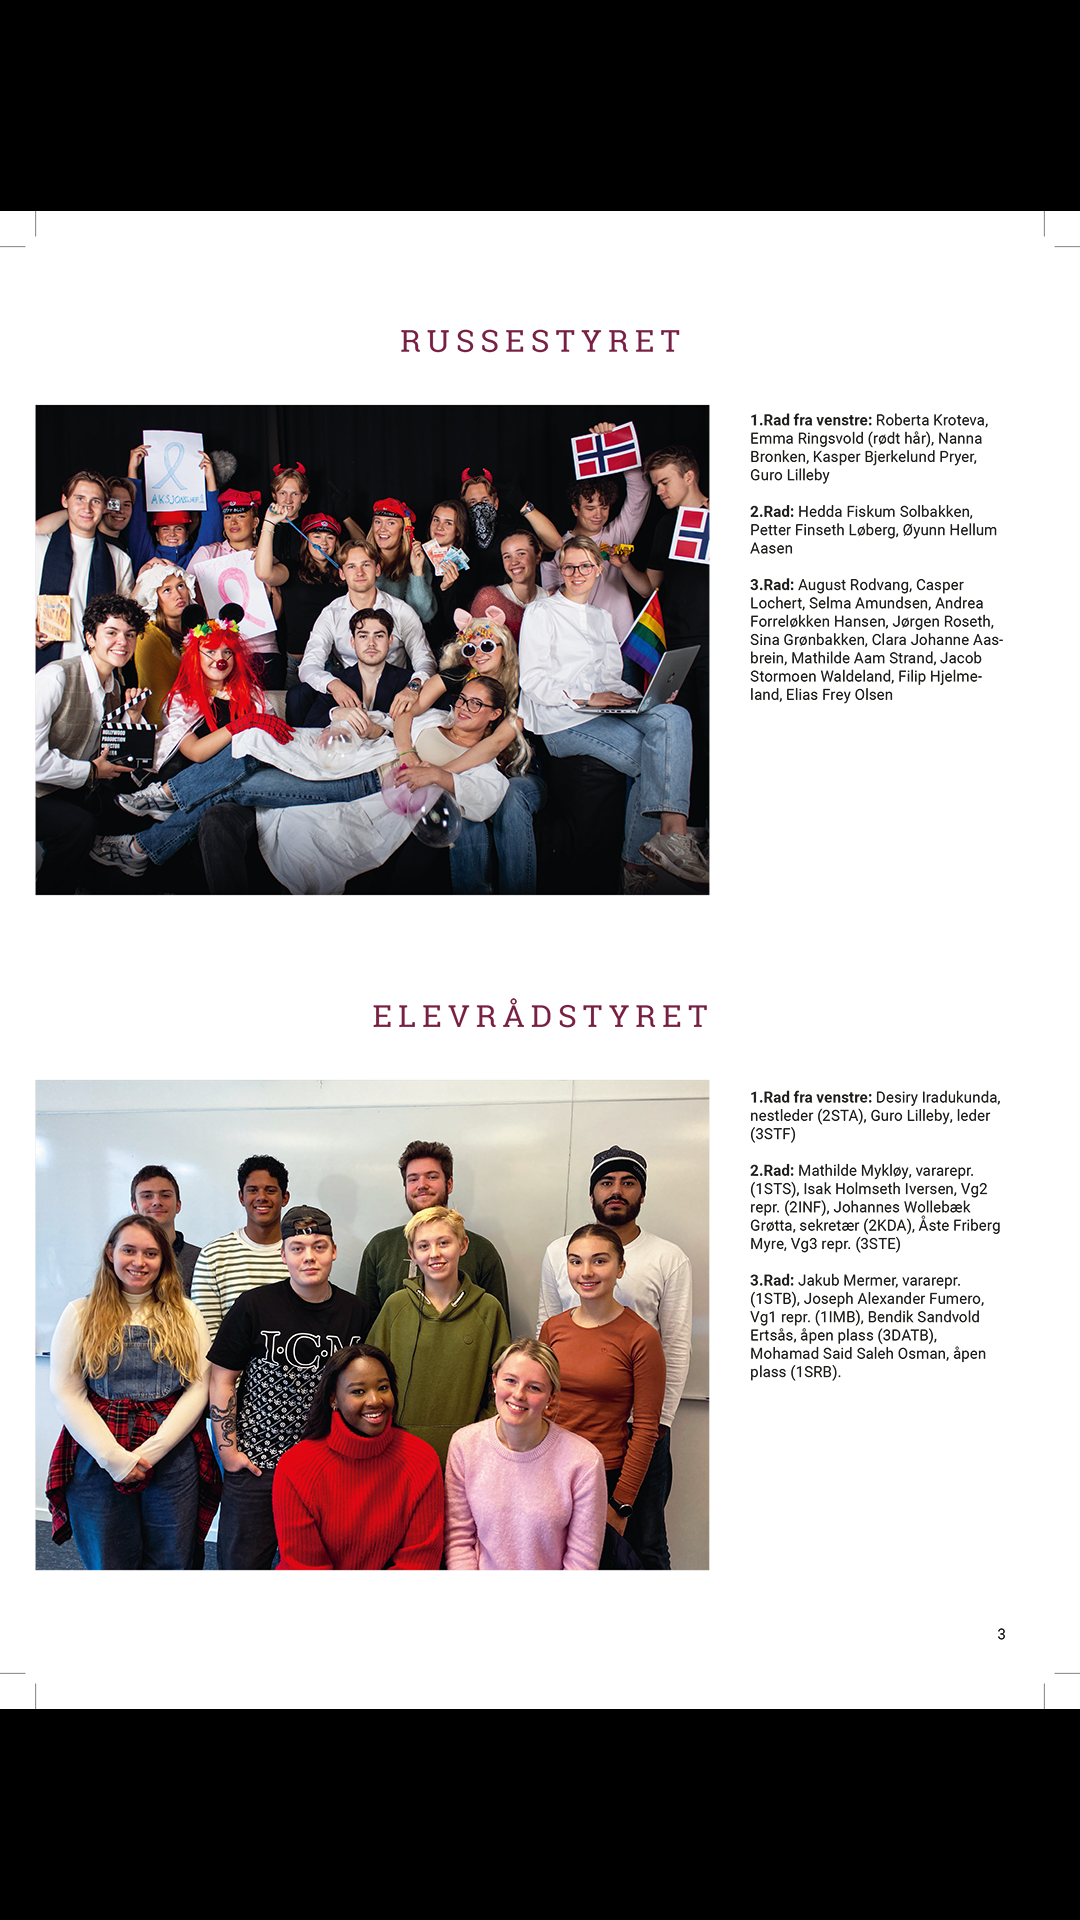 RUSSESTYRET
AKSJONSHER
HOLLYWOOD
PRODUCTION
DIRECTOR
1.Rad fra venstre: Roberta Kroteva,
Emma Ringsvold (rødt hår), Nanna
Bronken, Kasper Bjerkelund Pryer,
Guro Lilleby
2.Rad: Hedda Fiskum Solbakken,
Petter Finseth Løberg, Øyunn Hellum
Aasen
3.Rad: August Rodvang, Casper
Lochert, Selma Amundsen, Andrea
Forreløkken Hansen, Jørgen Roseth,
Sina Grønbakken, Clara Johanne Aas-
brein, Mathilde Aam Strand, Jacob
Stormoen Waldeland, Filip Hjelme-
land, Elias Frey Olsen
ELEVRÅDSTYRET
I·C·M
1.Rad fra venstre: Desiry Iradukunda,
nestleder (2STA), Guro Lilleby, leder
(3STF)
2.Rad: Mathilde Mykløy, vararepr.
(1STS), Isak Holmseth Iversen, Vg2
repr. (2INF), Johannes Wollebæk
Grøtta, sekretær (2KDA), Åste Friberg
Myre, Vg3 repr. (3STE)
3.Rad: Jakub Mermer, vararepr.
(1STB), Joseph Alexander Fumero,
Vg1 repr. (1IMB), Bendik Sandvold
Ertsås, åpen plass (3DATB),
Mohamad Said Saleh Osman, åpen
plass (1SRB).
3